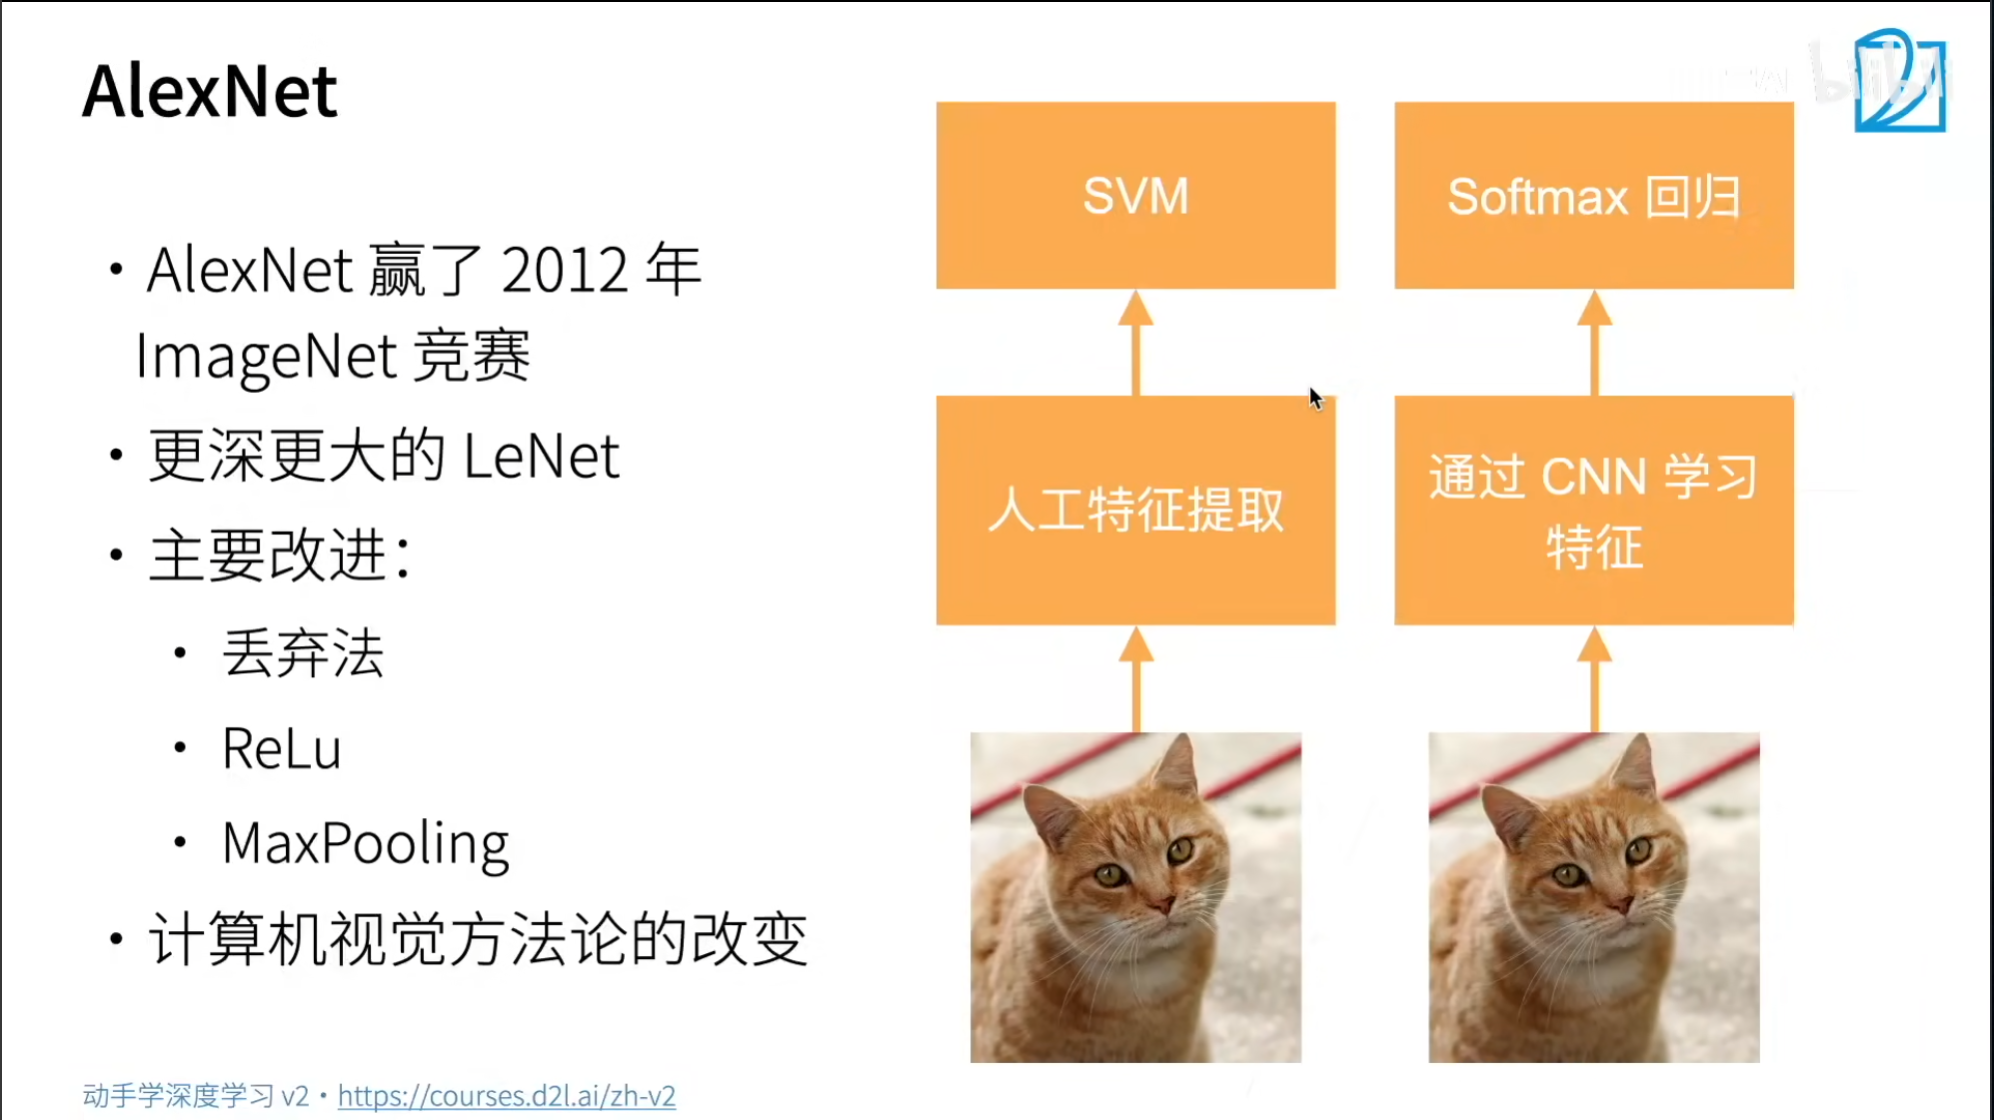 AlexNet
• AlexNet 赢了 2012 年
ImageNet 竞赛
• 更深更大的 LeNet
• 主要改进：
• 丢弃法
• ReLu
• MaxPooling
• 计算机视觉方法论的改变
SVM
Softmax 回归
人工特征提取
通过 CNN 学习
特征
bilibili
动手学深度学习 v2 • https://courses.d2l.ai/zh-v2